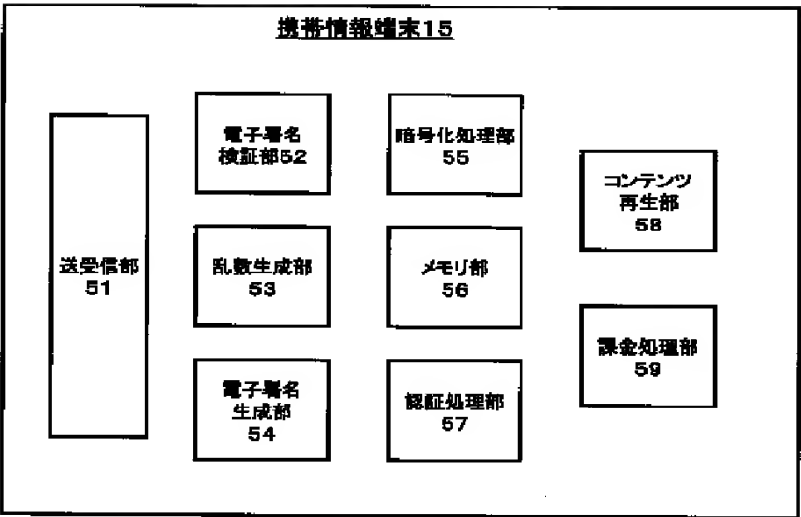 携帯情報端末15
送受信部
51
電子署名
検証部52
乱数生成部
53
電子署名
生成部
54
暗号化処理部
55
メモリ部
56
認証処理部
57
コンテンツ
再生部
58
課金処理部
59